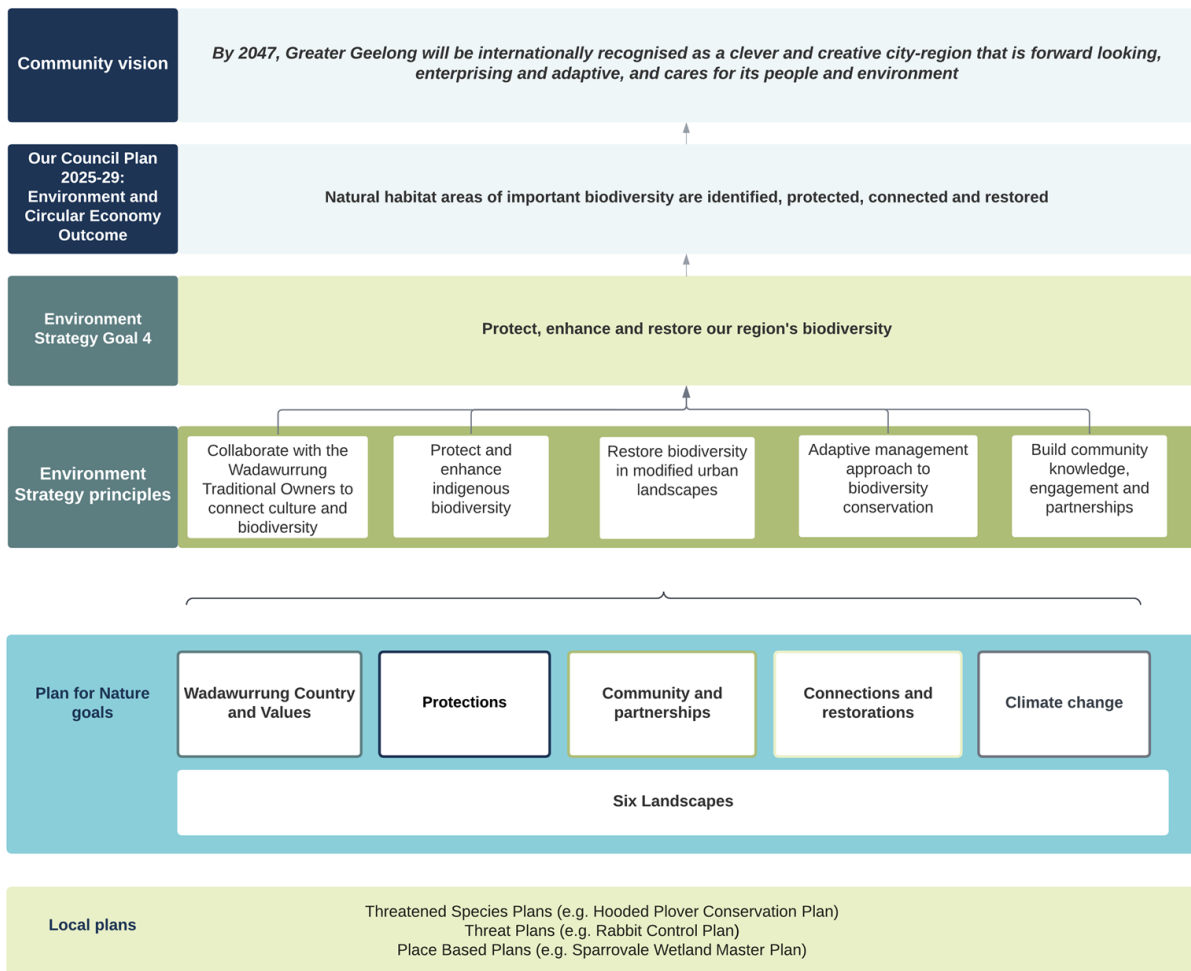 Community vision
By 2047, Greater Geelong will be internationally recognised as a clever and creative city-region that is forward looking,
enterprising and adaptive, and cares for its people and environment
Our Council Plan
2025-29:
Environment and
Circular Economy
Outcome
Natural habitat areas of important biodiversity are identified, protected, connected and restored
Environment
Strategy Goal 4
Protect, enhance and restore our region's biodiversity
Environment
Strategy principles
Collaborate with the
Wadawurrung
Traditional Owners to
connect culture and
biodiversity
Protect and
enhance
indigenous
biodiversity
Restore biodiversity
in modified urban
landscapes
Adaptive management
approach to
biodiversity
conservation
Build community
knowledge,
engagement and
partnerships
Plan for Nature
goals
Wadawurrung Country
and Values
Protections
Community and
partnerships
Connections and
restorations
Climate change
Six Landscapes
Local plans
Threatened Species Plans (e.g. Hooded Plover Conservation Plan)
Threat Plans (e.g. Rabbit Control Plan)
Place Based Plans (e.g. Sparrovale Wetland Master Plan)